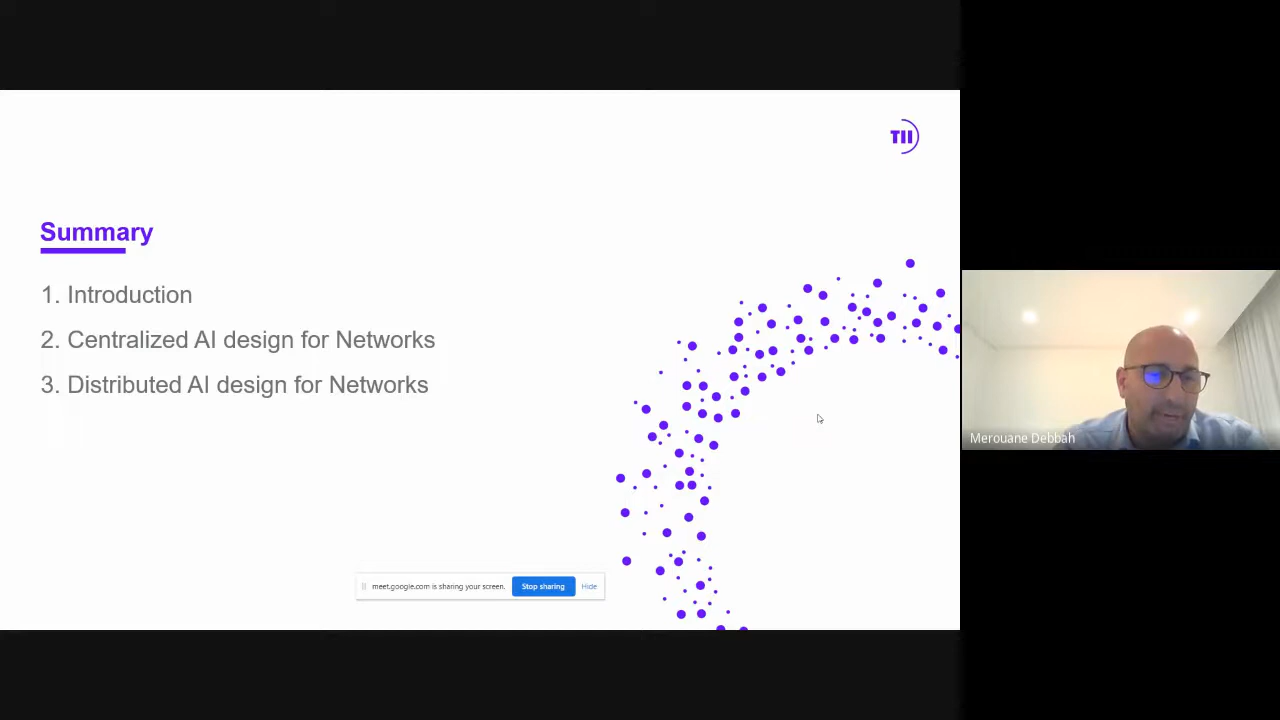 TII
Summary
1. Introduction
2. Centralized AI design for Networks
3. Distributed AI design for Networks
Merouane Debbah
meet.google.com is sharing your screen.
Stop sharing
Hide